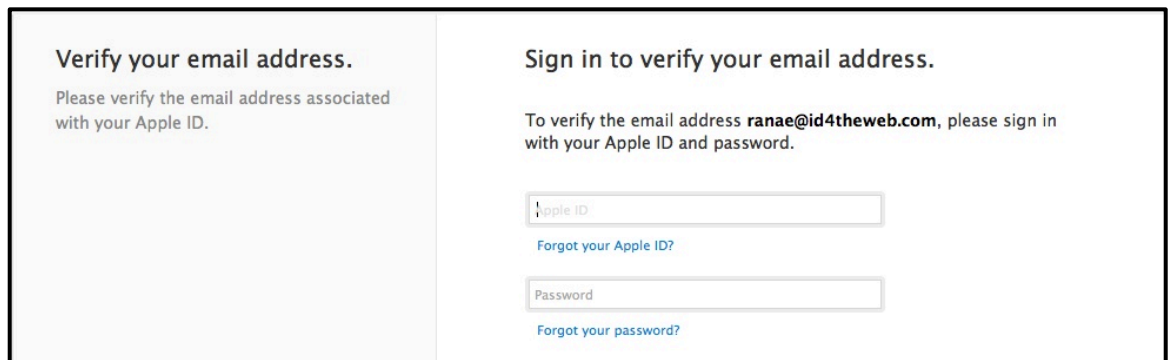 Verify your email address.
Please verify the email address associated
with your Apple ID.
Sign in to verify your email address.
To verify the email address ranae@id4theweb.com, please sign in
with your Apple ID and password.
Apple ID
Forgot your Apple ID?
Password
Forgot your password?